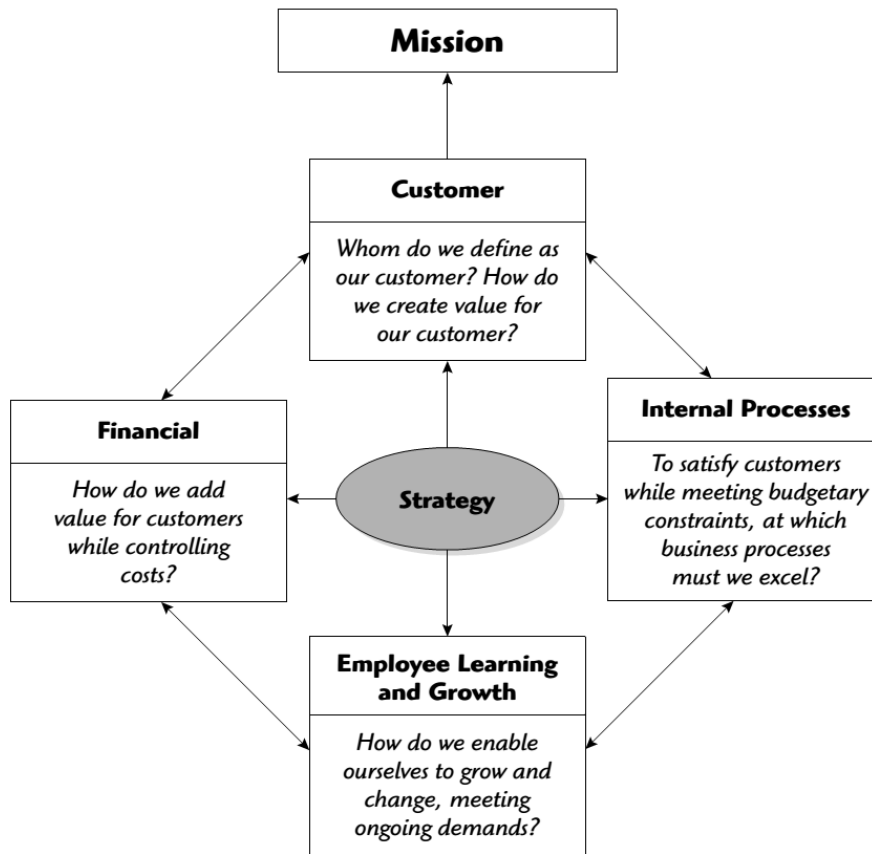 Mission
Customer
Whom do we define as
our customer? How do
we create value for
our customer?
Financial
How do we add
value for customers
while controlling
costs?
Strategy
Internal Processes
To satisfy customers
while meeting budgetary
constraints, at which
business processes
must we excel?
Employee Learning
and Growth
How do we enable
ourselves to grow and
change, meeting
ongoing demands?